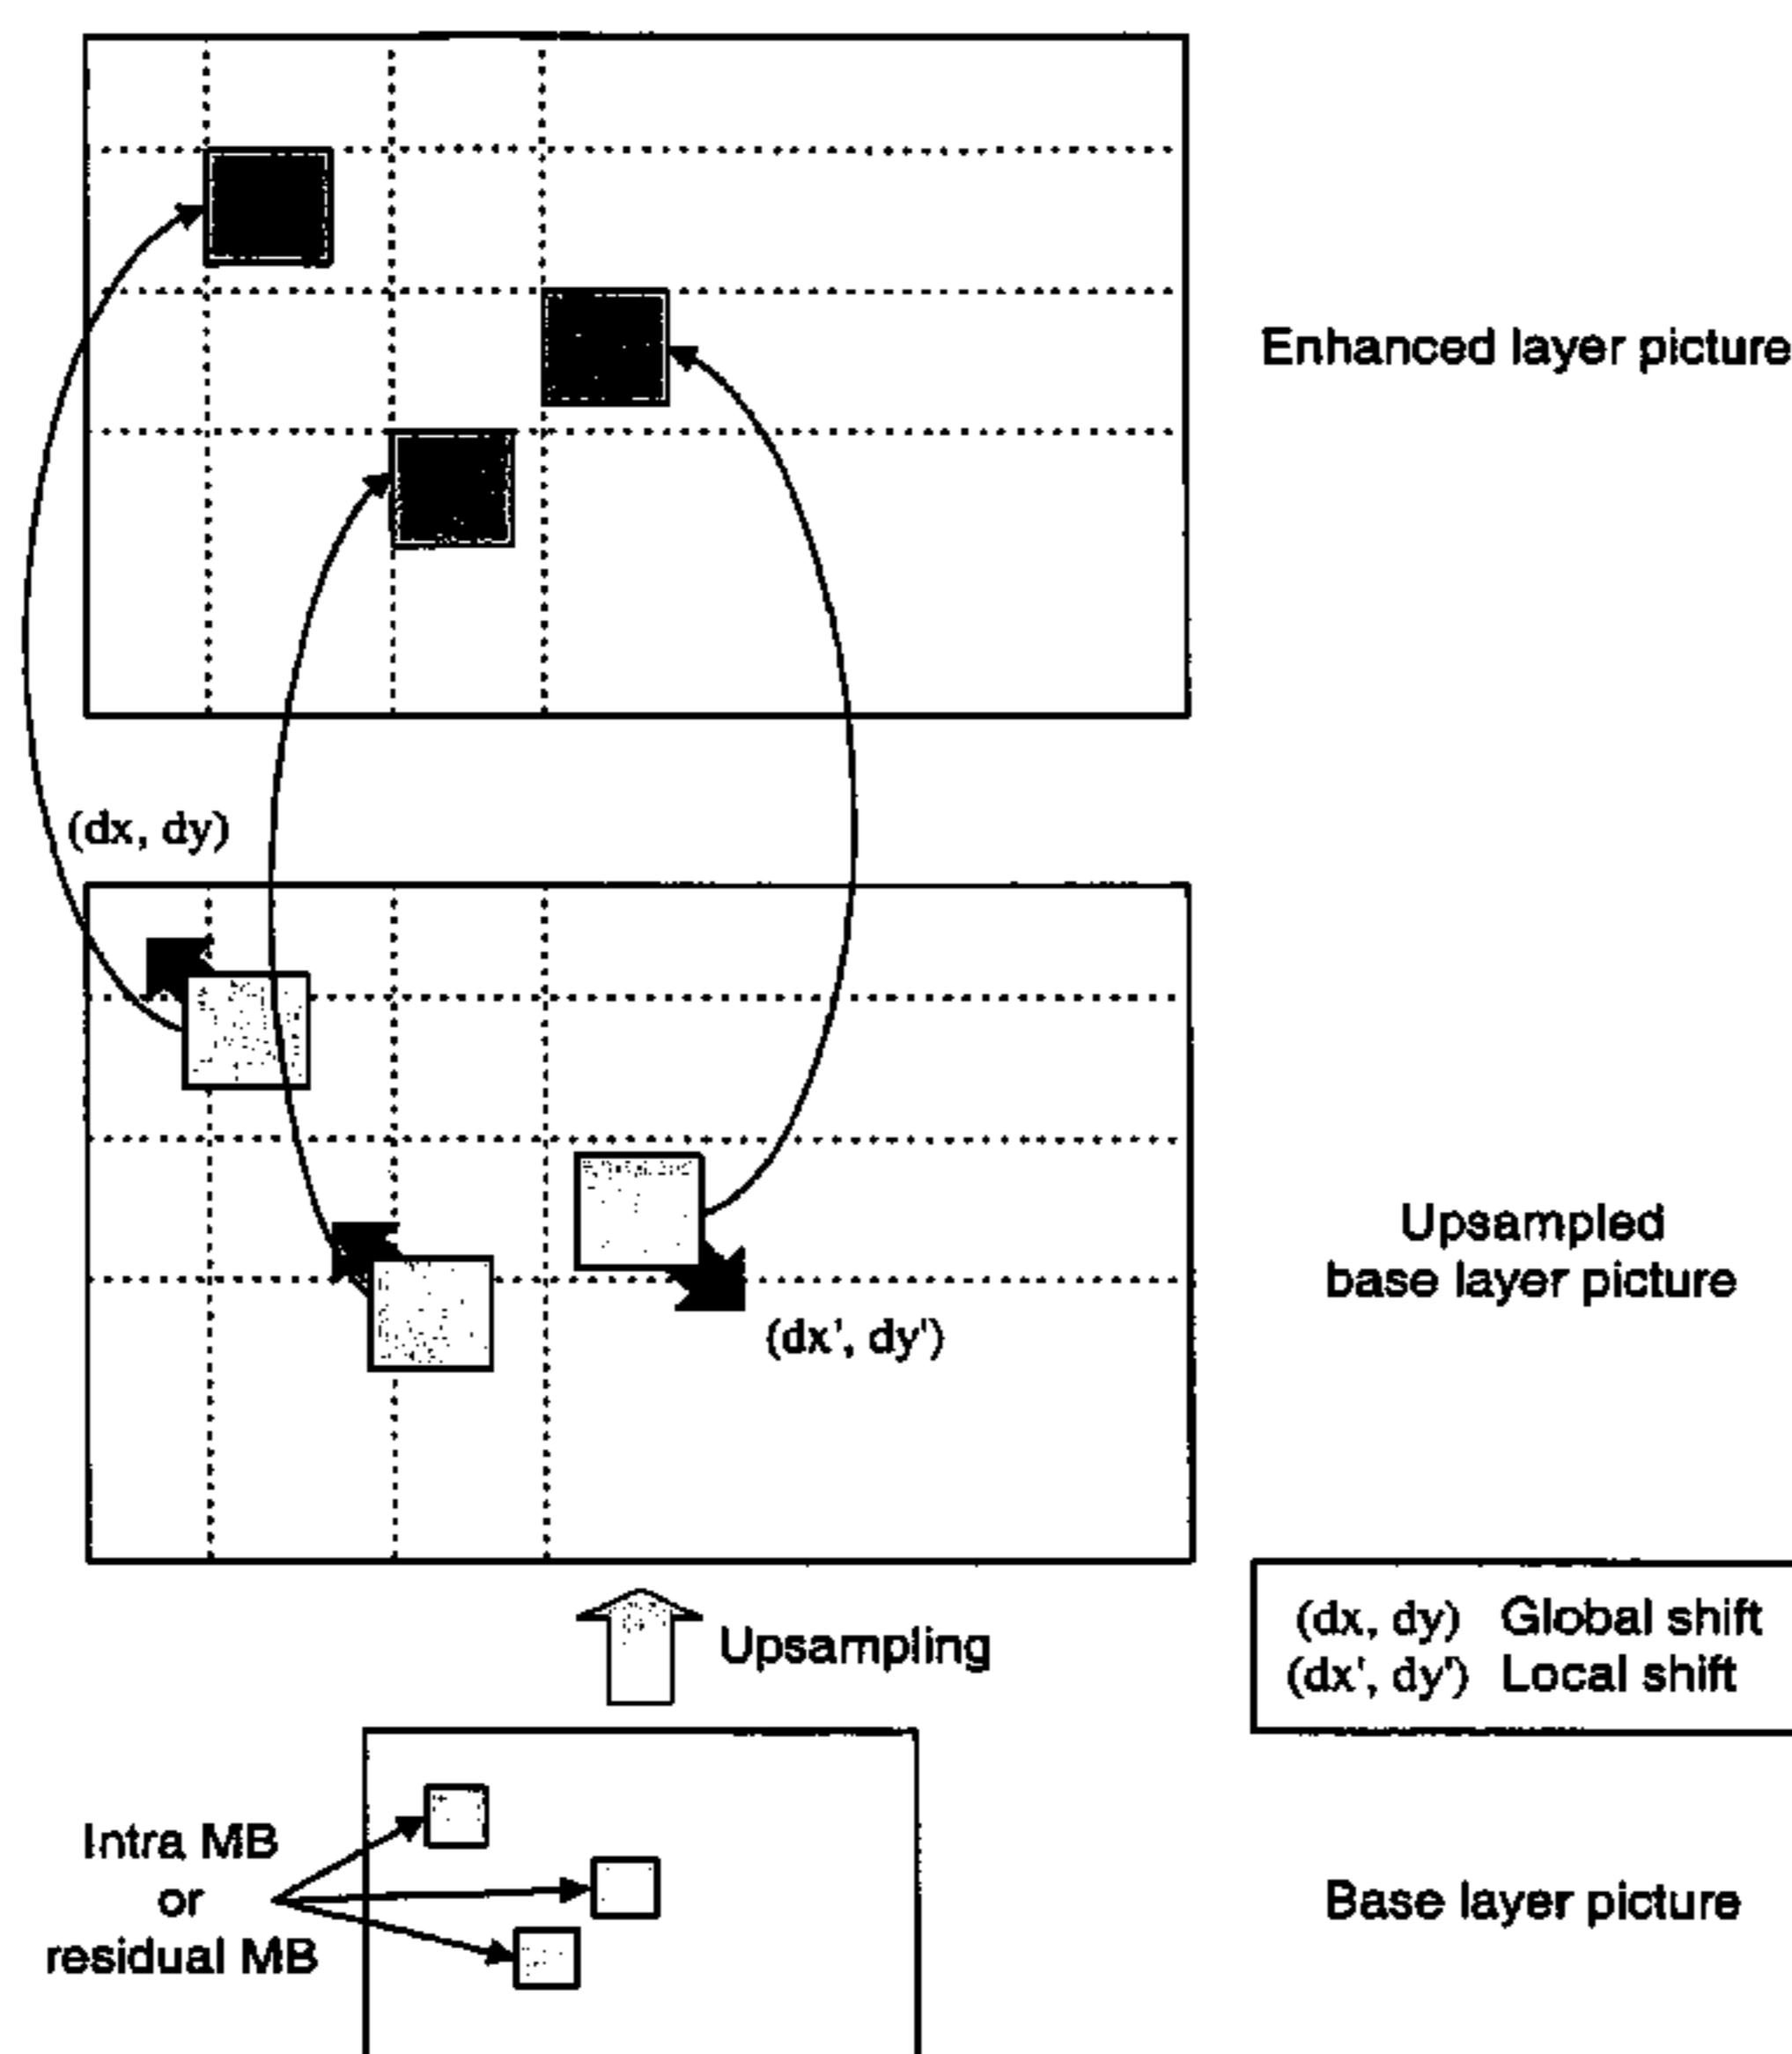 Enhanced layer picture
(dx, dy)
Upsampled
base layer picture
(dx', dy')
Upsampling
(dx, dy) Global shift
(dx', dy') Local shift
Intra MB
or
residual MB
Base layer picture